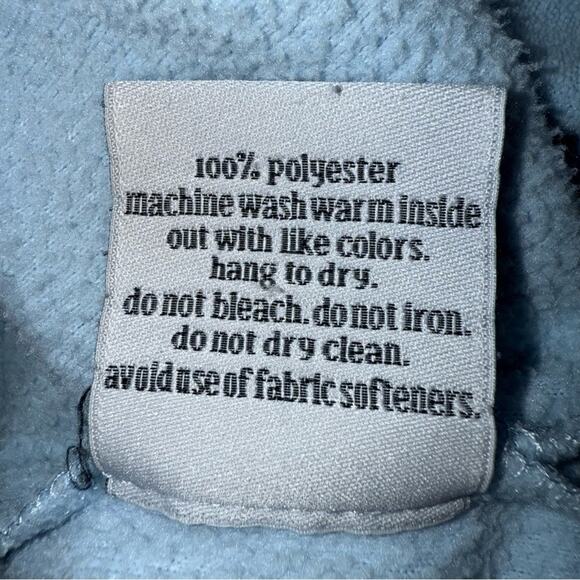 100% polyester
machine wash warm inside
out with like colors.
hang to dry.
do not bleach. do not iron.
do not dry clean.
avoid use of fabric softeners.